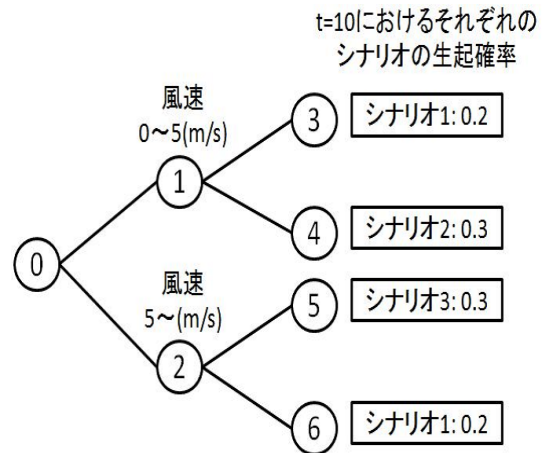 t=10におけるそれぞれの
シナリオの生起確率
風速
0～5(m/s)
3
シナリオ1: 0.2
1
4
シナリオ2: 0.3
0
風速
5～(m/s)
5
シナリオ3: 0.3
2
6
シナリオ1: 0.2